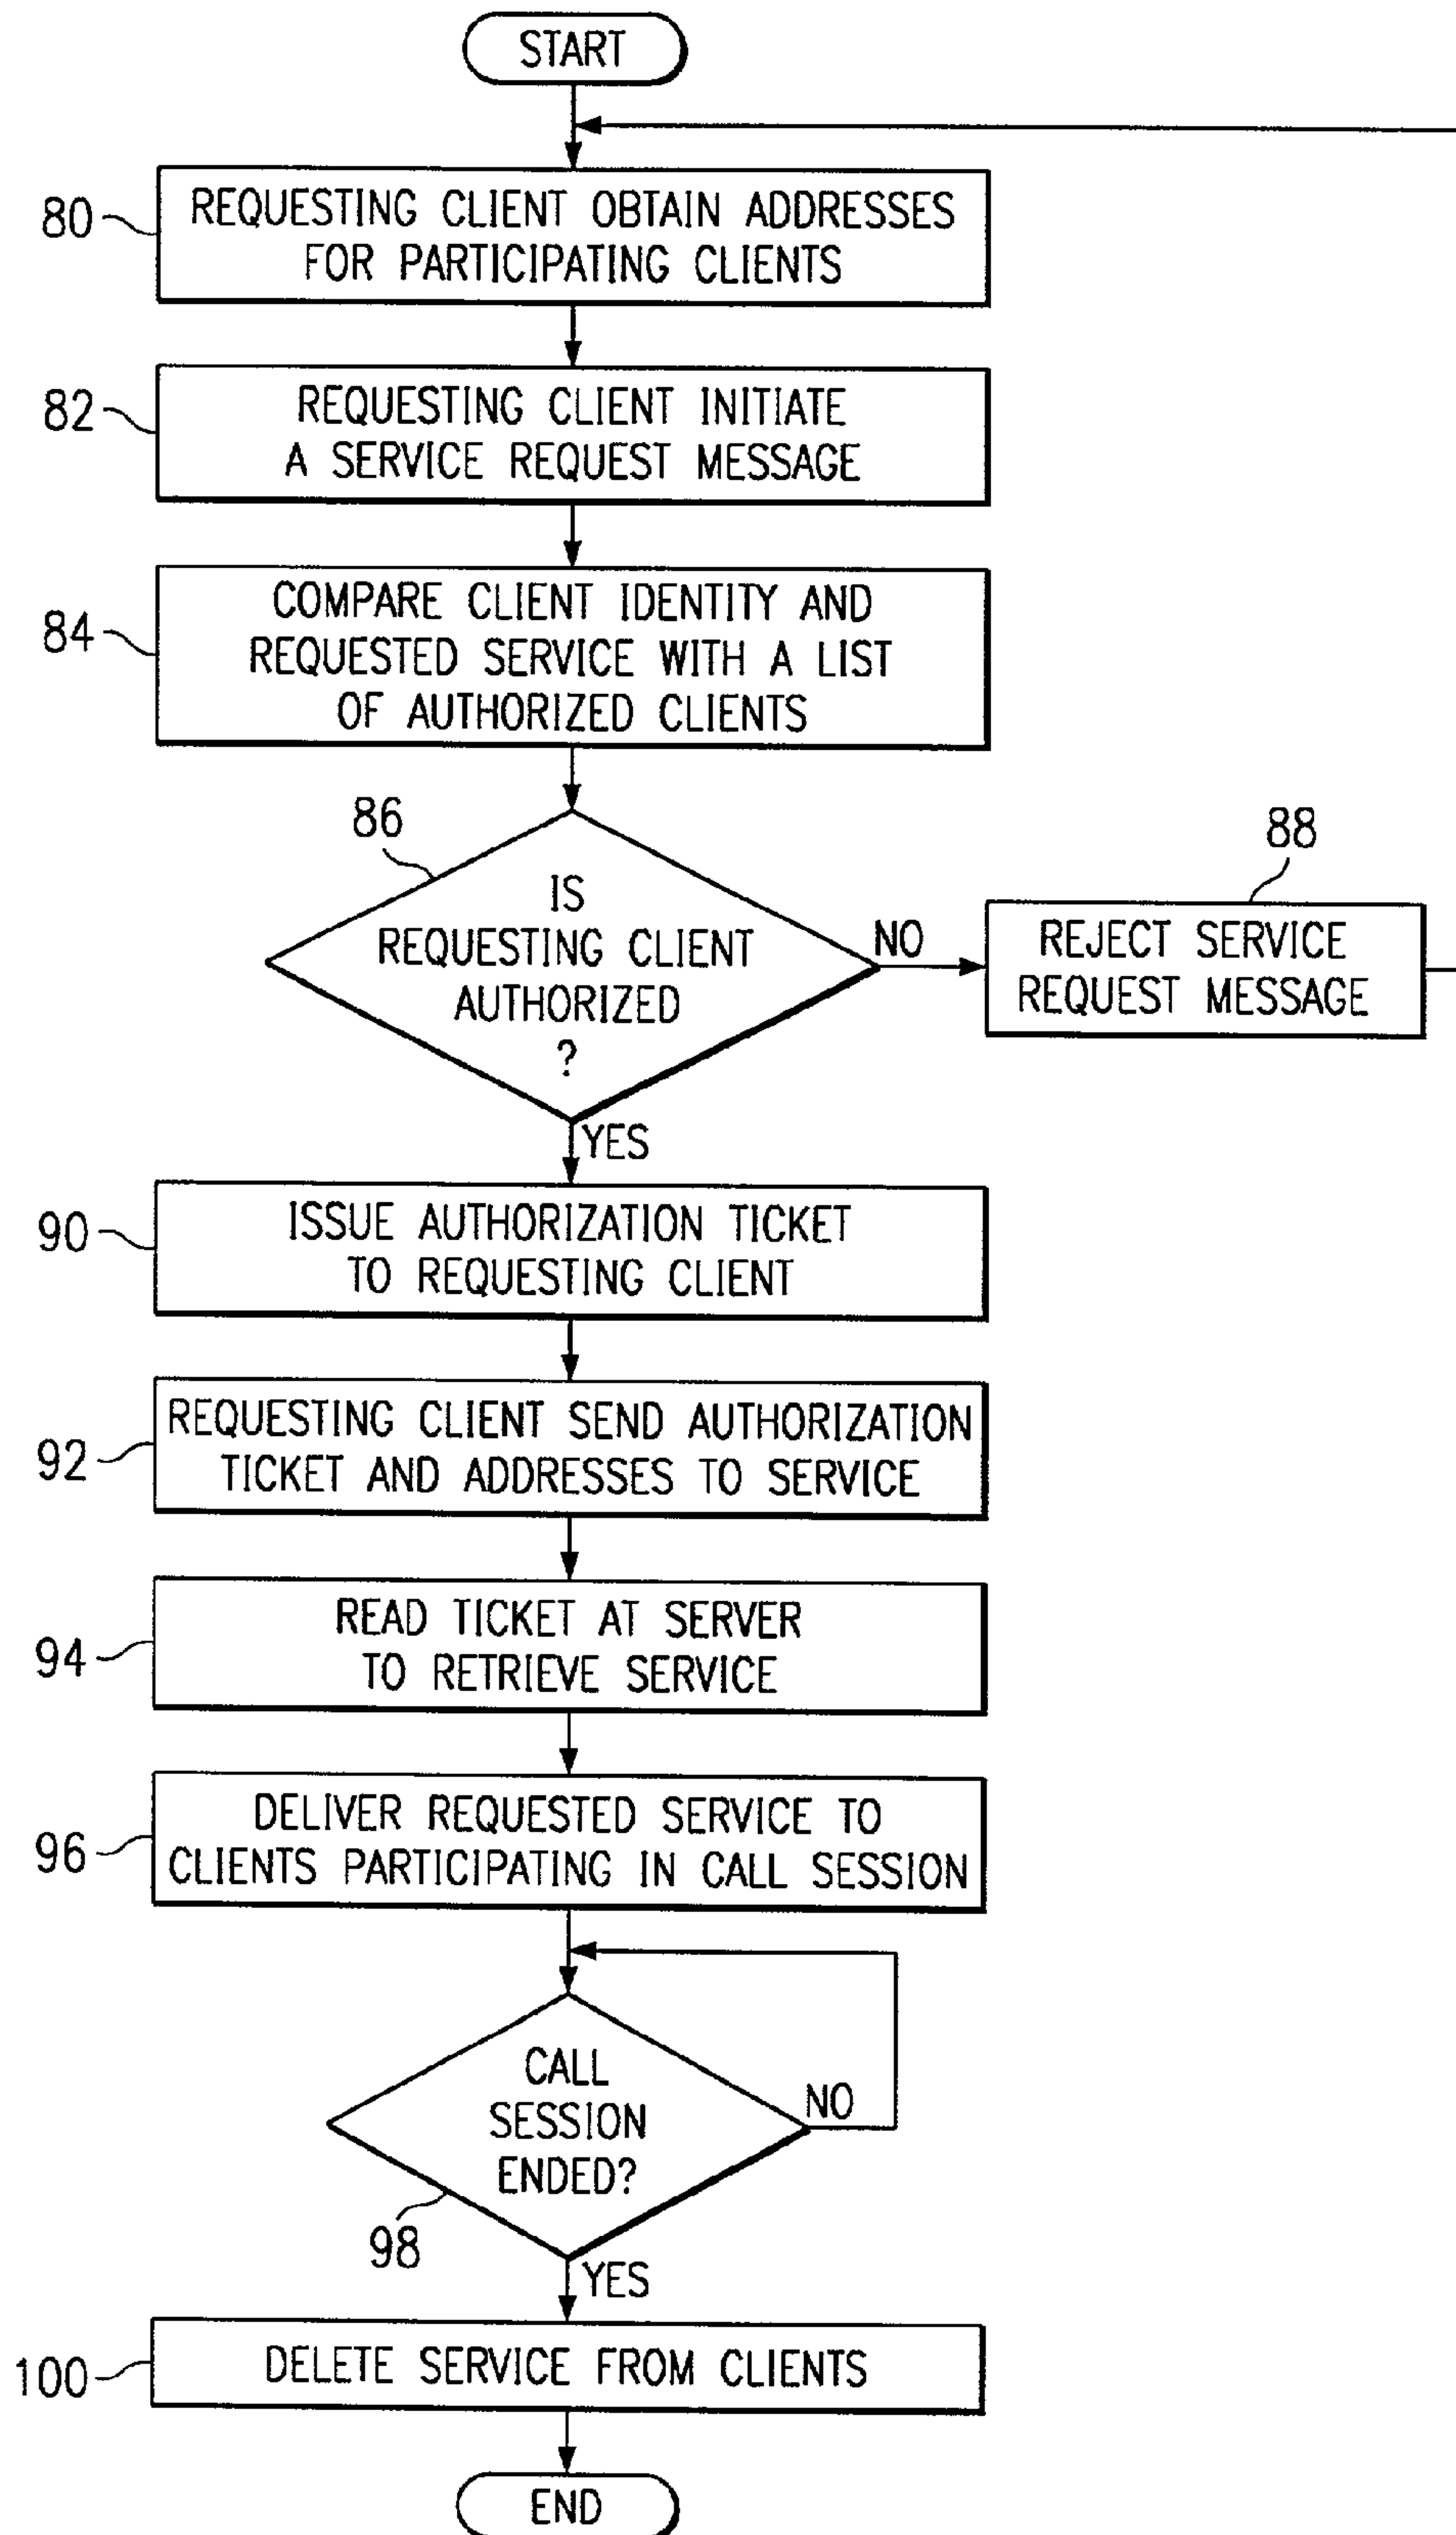 START
80
REQUESTING CLIENT OBTAIN ADDRESSES
FOR PARTICIPATING CLIENTS
82
REQUESTING CLIENT INITIATE
A SERVICE REQUEST MESSAGE
84
COMPARE CLIENT IDENTITY AND
REQUESTED SERVICE WITH A LIST
OF AUTHORIZED CLIENTS
86
IS
REQUESTING CLIENT
AUTHORIZED
?
NO
88
REJECT SERVICE
REQUEST MESSAGE
YES
90
ISSUE AUTHORIZATION TICKET
TO REQUESTING CLIENT
92
REQUESTING CLIENT SEND AUTHORIZATION
TICKET AND ADDRESSES TO SERVICE
94
READ TICKET AT SERVER
TO RETRIEVE SERVICE
96
DELIVER REQUESTED SERVICE TO
CLIENTS PARTICIPATING IN CALL SESSION
CALL
SESSION
ENDED?
NO
98
YES
100
DELETE SERVICE FROM CLIENTS
END